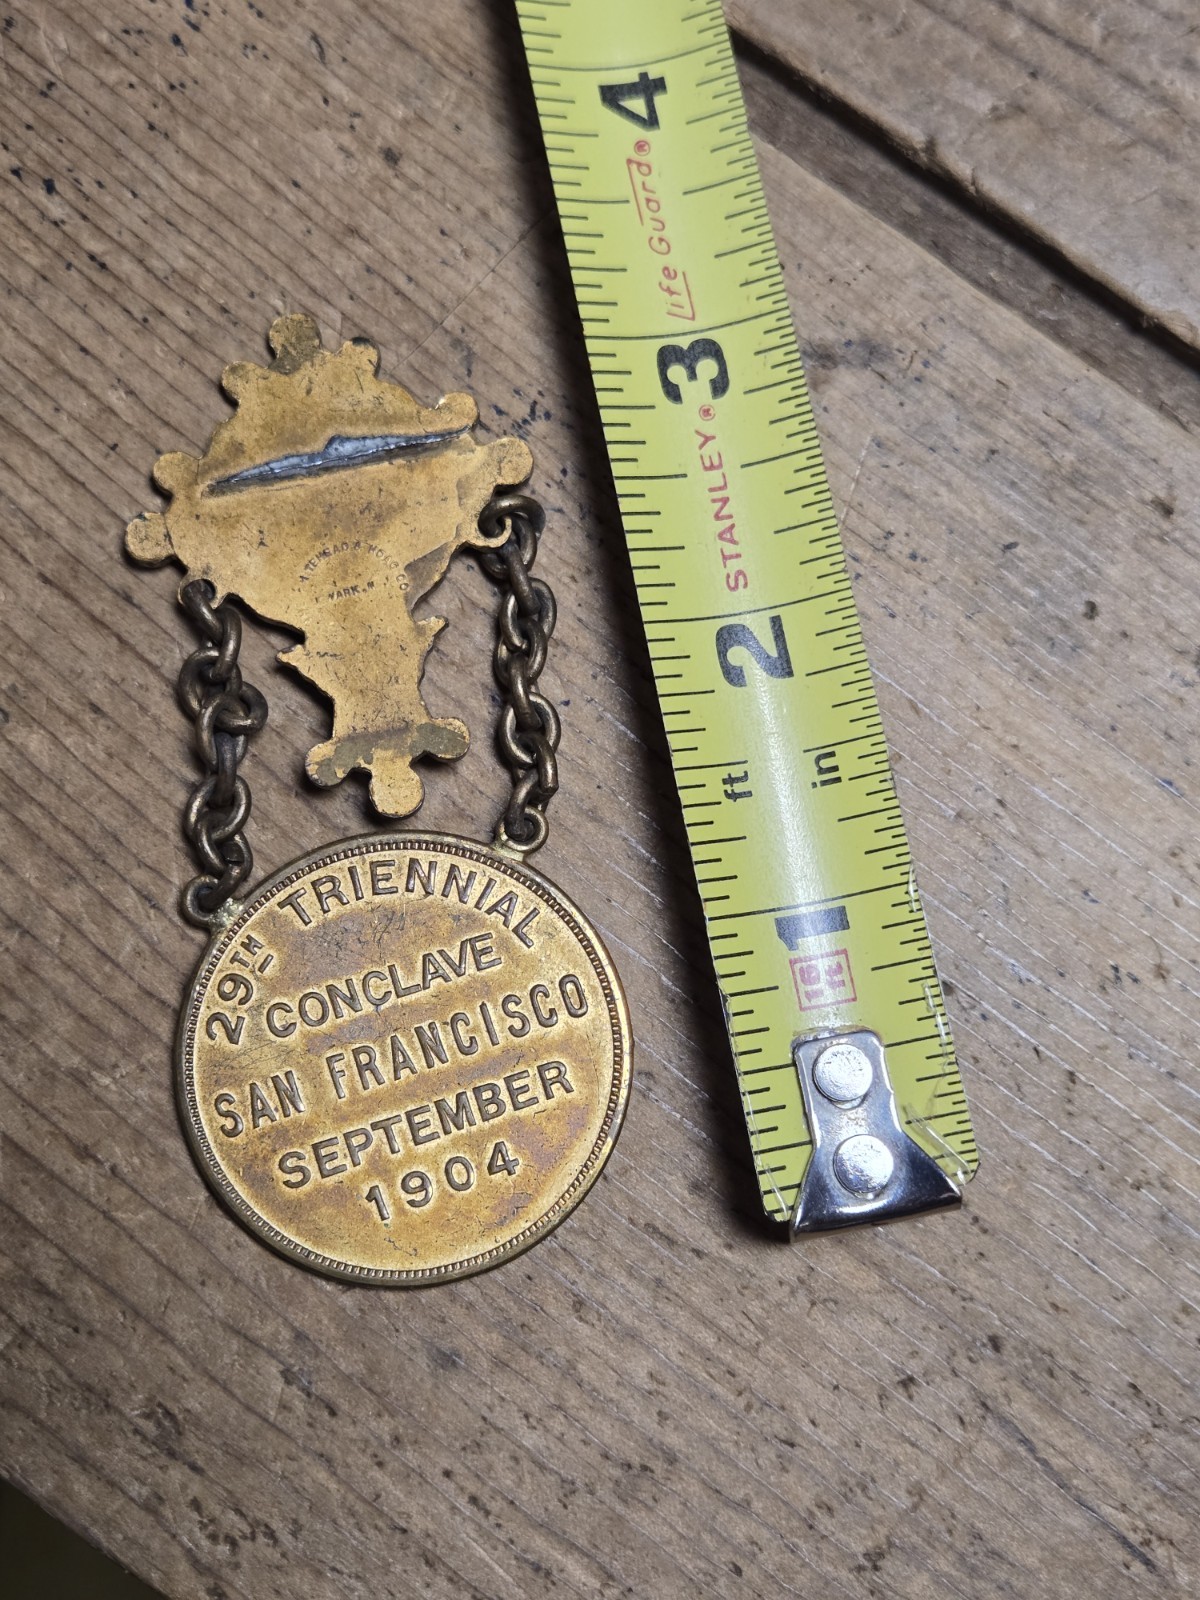 29TH TRIENNIAL
CONCLAVE
SAN FRANCISCO
SEPTEMBER
1904
4
Life Guard®
3
STANLEY®
2
ft
in
1
16
ft